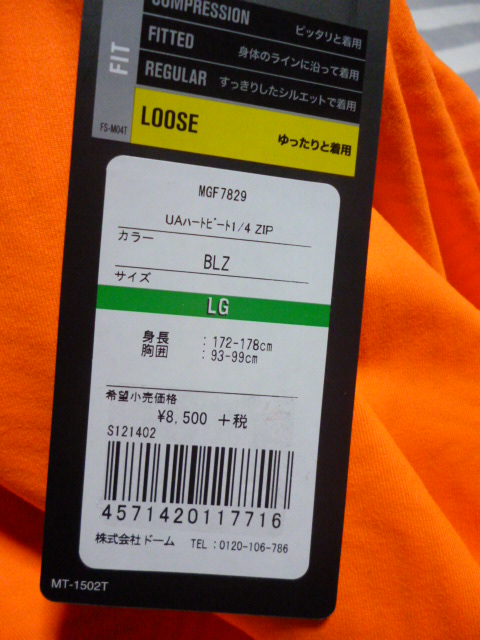 COMPRESSION ピッタリと着用
FITTED 身体のラインに沿って着用
REGULAR すっきりしたシルエットで着用
FIT
LOOSE ゆったりと着用
FS-M04T
MGF7829
UAハートビート1/4 ZIP
カラー
BLZ
サイズ
LG
身長 : 172-178cm
胸囲 : 93-99cm
希望小売価格
¥8,500 +税
S121402
4571420117716
株式会社ドーム TEL : 0120-106-786
MT-1502T